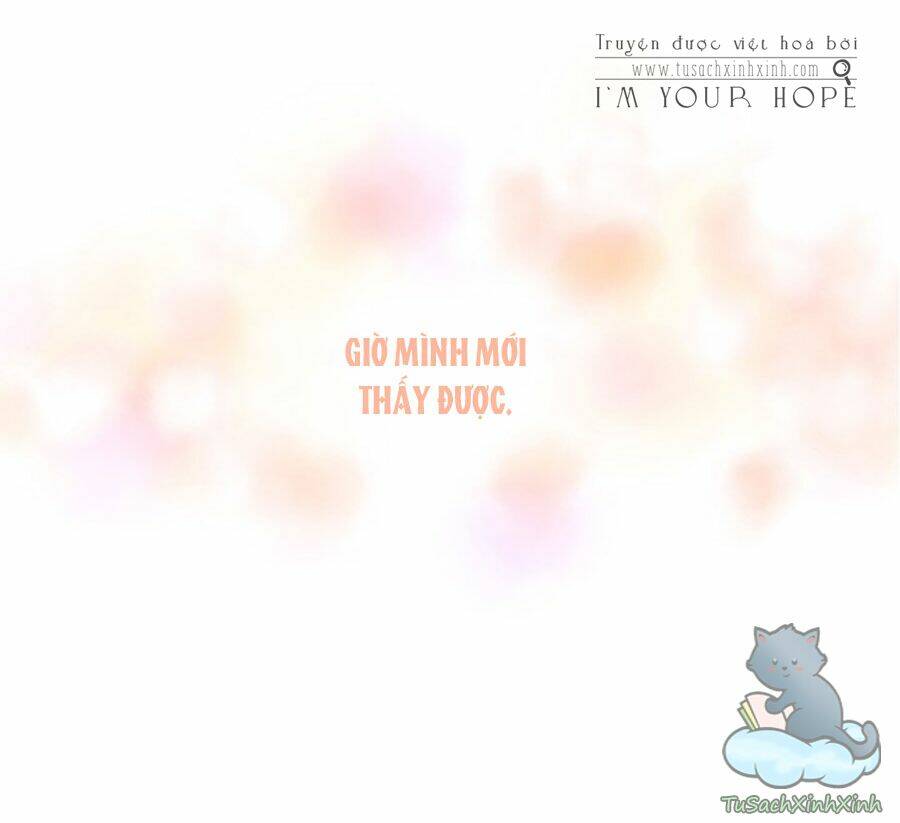 Truyện được việt hoá bởi
www.tusachxinhxinh.com
I'M YOUR HOPE
GIỜ MÌNH MỚI
THẤY ĐƯỢC.
TuSachXinhXinh